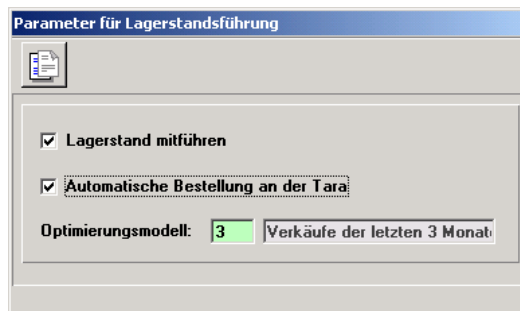 Parameter für Lagerstandsführung
Lagerstand mitführen
Automatische Bestellung an der Tara
Optimierungsmodell: 3 Verkäufe der letzten 3 Monat